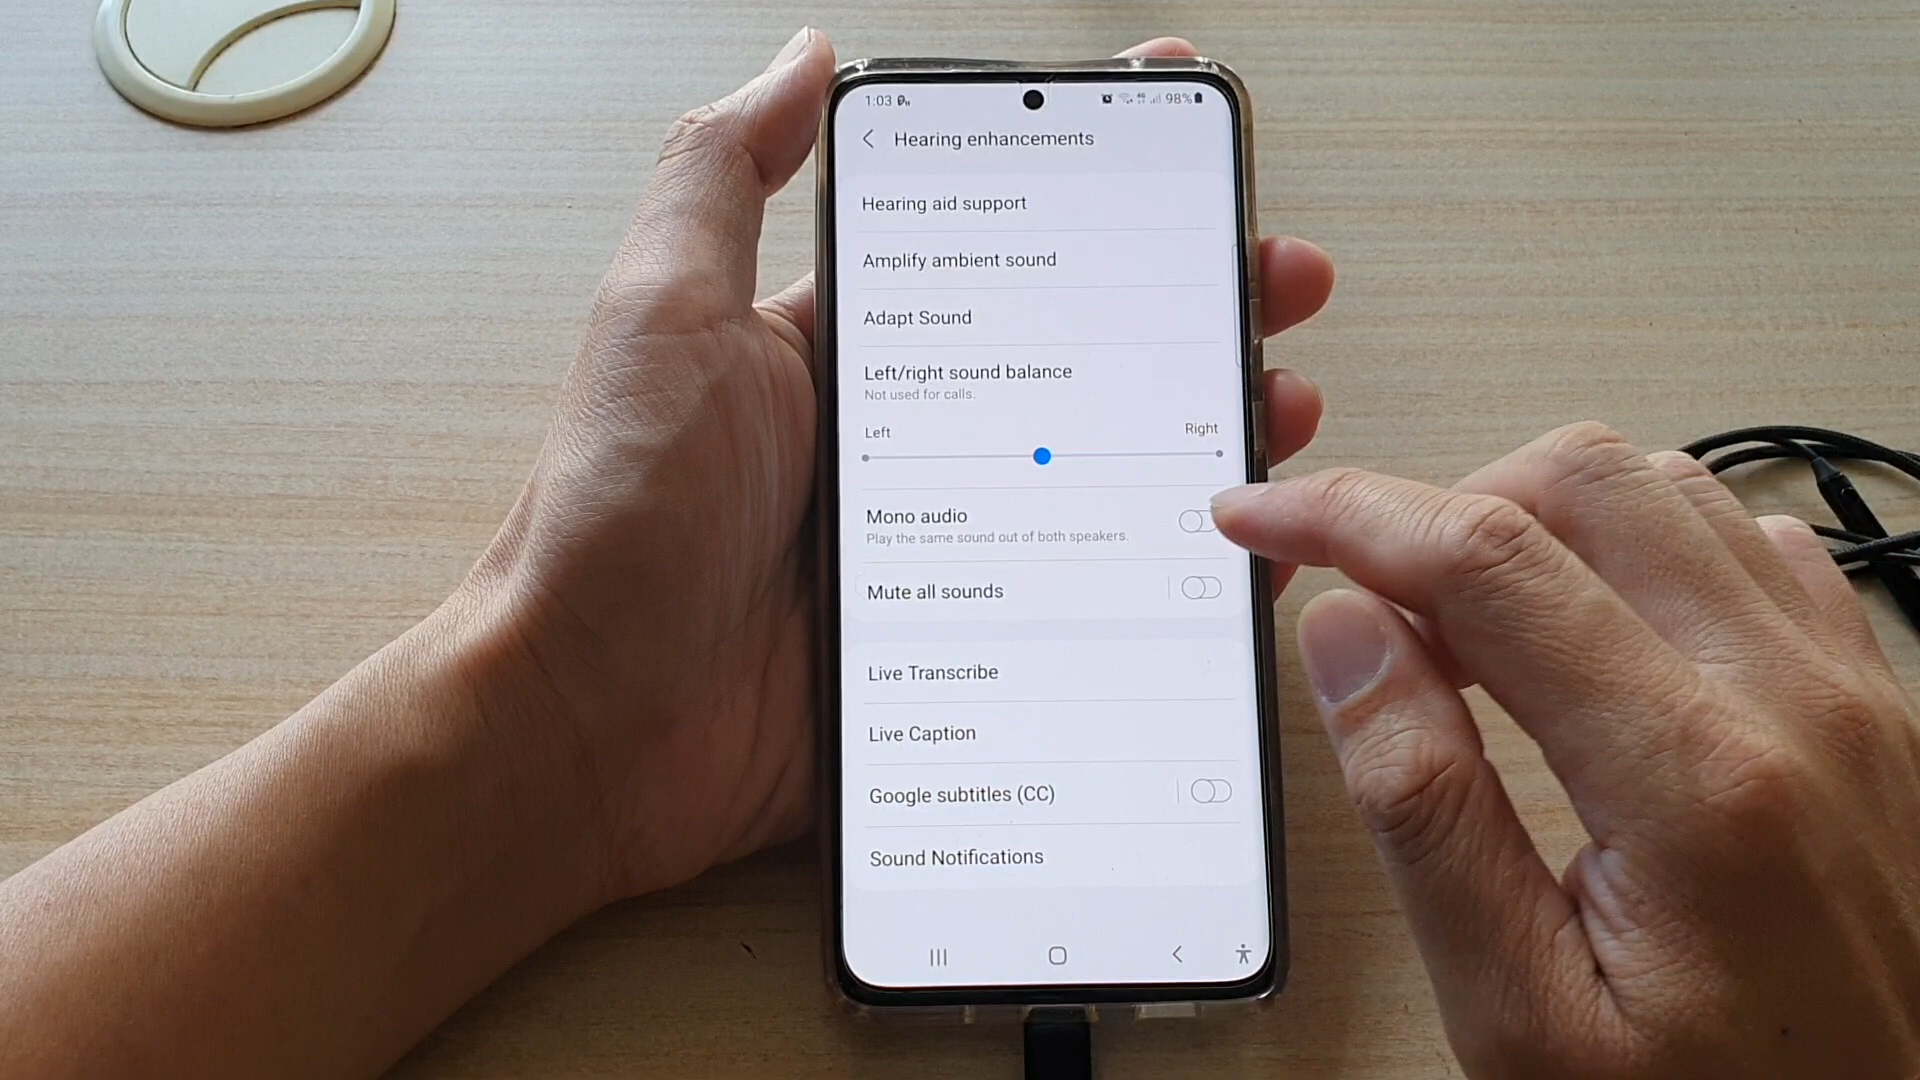 1:03
98%
Hearing enhancements
Hearing aid support
Amplify ambient sound
Adapt Sound
Left/right sound balance
Not used for calls.
Left Right
Mono audio
Play the same sound out of both speakers.
Mute all sounds
Live Transcribe
Live Caption
Google subtitles (CC)
Sound Notifications